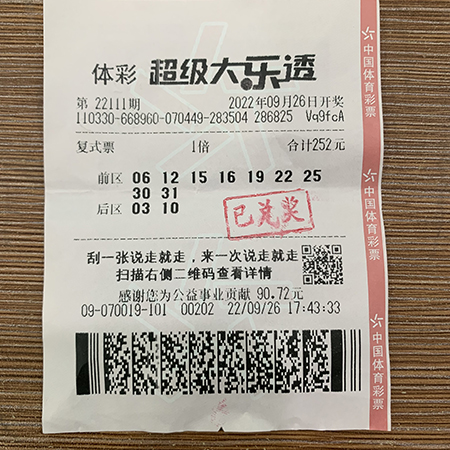 体彩 超级大乐透
第 22111期 2022年09月26日开奖
110330-668960-070449-283504 286825 Vq9fcA
复式票 1倍 合计252元
前区 06 12 15 16 19 22 25
30 31
后区 03 10
已兑奖
刮一张说走就走，来一次说走就走
扫描右侧二维码查看详情
感谢您为公益事业贡献 90.72元
09-070019-101 00202 22/09/26 17:43:33
中国体育彩票
中国体育彩票
中国体育彩票